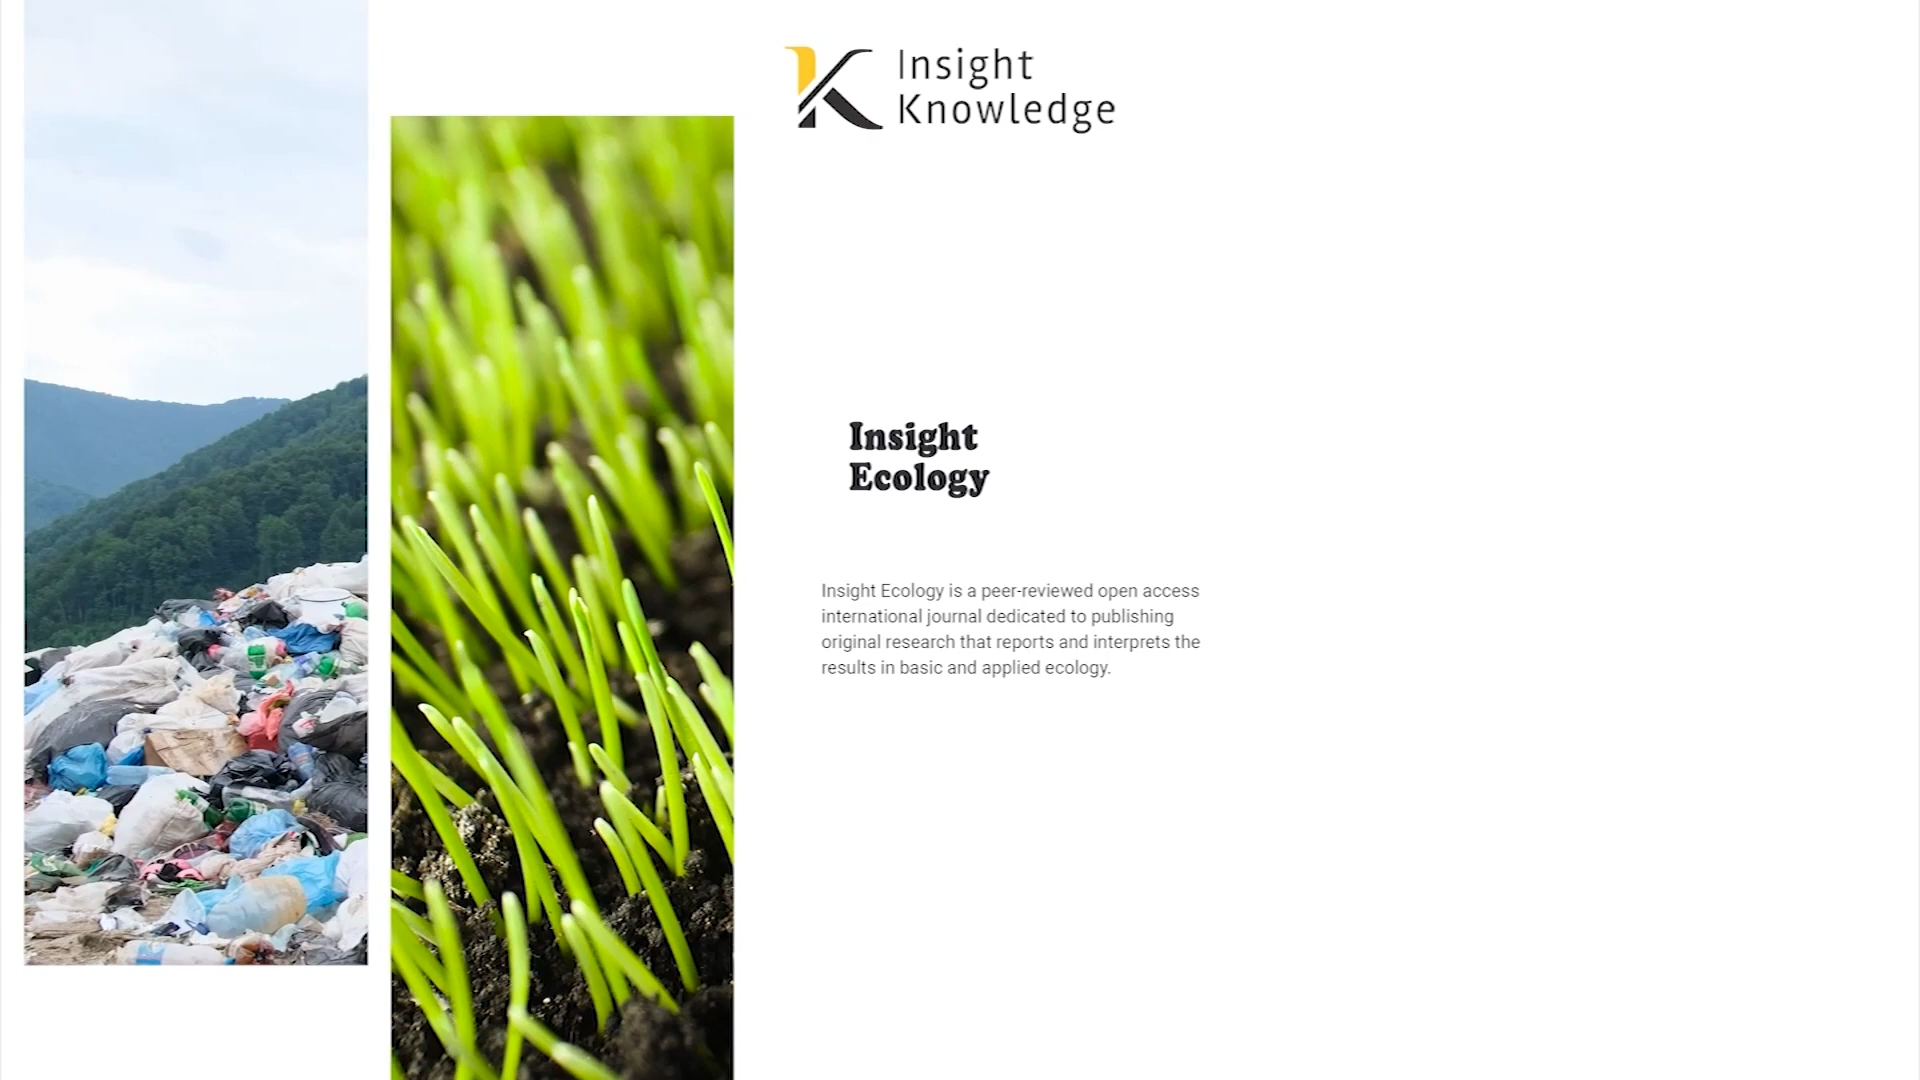 Insight
Knowledge
Insight
Ecology
Insight Ecology is a peer-reviewed open access
international journal dedicated to publishing
original research that reports and interprets the
results in basic and applied ecology.